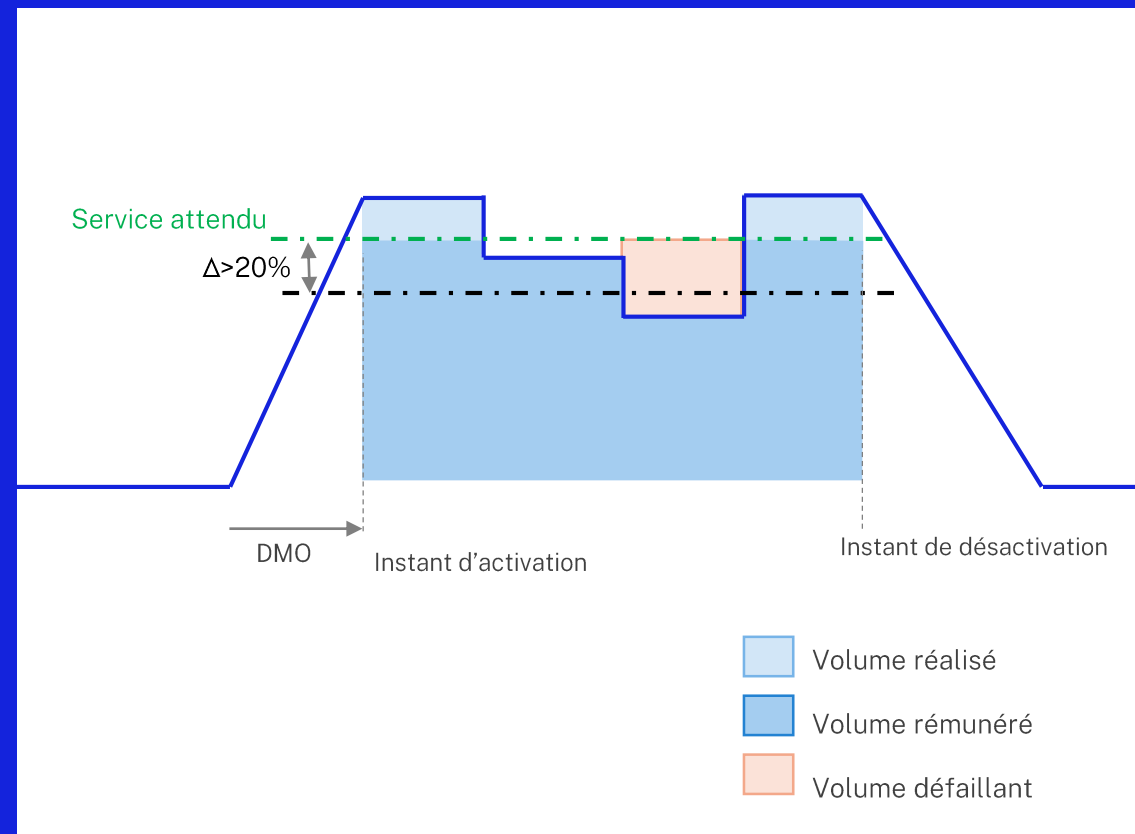 Service attendu
Δ>20%
DMO
Instant d’activation
Instant de désactivation
Volume réalisé
Volume rémunéré
Volume défaillant